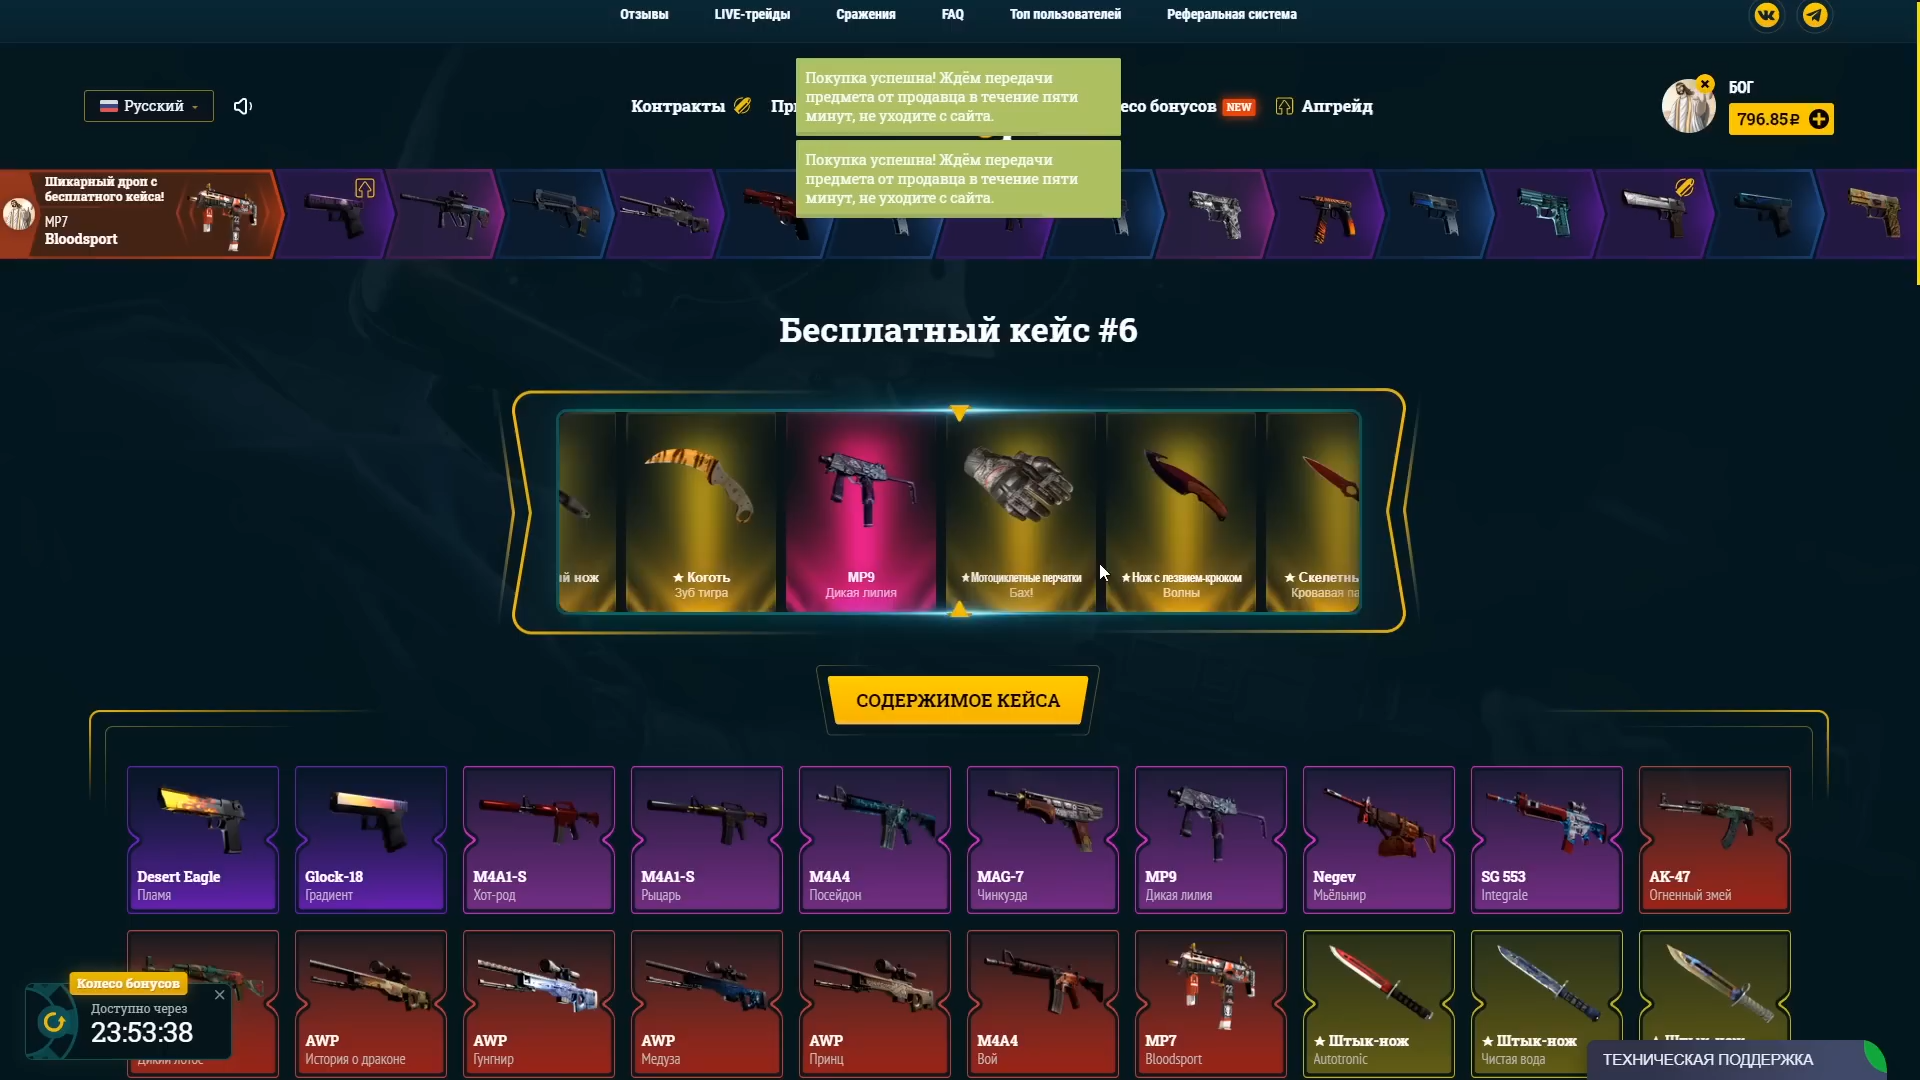 Отзывы
LIVE-трейды
Сражения
FAQ
Топ пользователей
Реферальная система
Русский
Контракты
Покупка успешна! Ждём передачи
предмета от продавца в течение пяти
минут, не уходите с сайта.
Покупка успешна! Ждём передачи
предмета от продавца в течение пяти
минут, не уходите с сайта.
бонусов
NEW
Апгрейд
БОГ
796.85₽
Шикарный дроп с
бесплатного кейса!
MP7
Bloodsport
Бесплатный кейс #6
нож
★ Коготь
Зуб тигра
MP9
Дикая лилия
★ Мотоциклетные перчатки
Бах!
★ Нож с лезвием-крюком
Волны
СОДЕРЖИМОЕ КЕЙСА
Desert Eagle
Пламя
Glock-18
Градиент
M4A1-S
Хот-род
M4A1-S
Рыцарь
M4A4
Посейдон
MAG-7
Чинкуэда
MP9
Дикая лилия
Negev
Мьёльнир
SG 553
Integrale
AK-47
Огненный змей
AWP
История о драконе
AWP
Гунгнир
AWP
Медуза
AWP
Принц
M4A4
Вой
MP7
Bloodsport
★ Штык-нож
Autotronic
★ Штык-нож
Чистая вода
Колесо бонусов
Доступно через
23:53:38
ТЕХНИЧЕСКАЯ ПОДДЕРЖКА